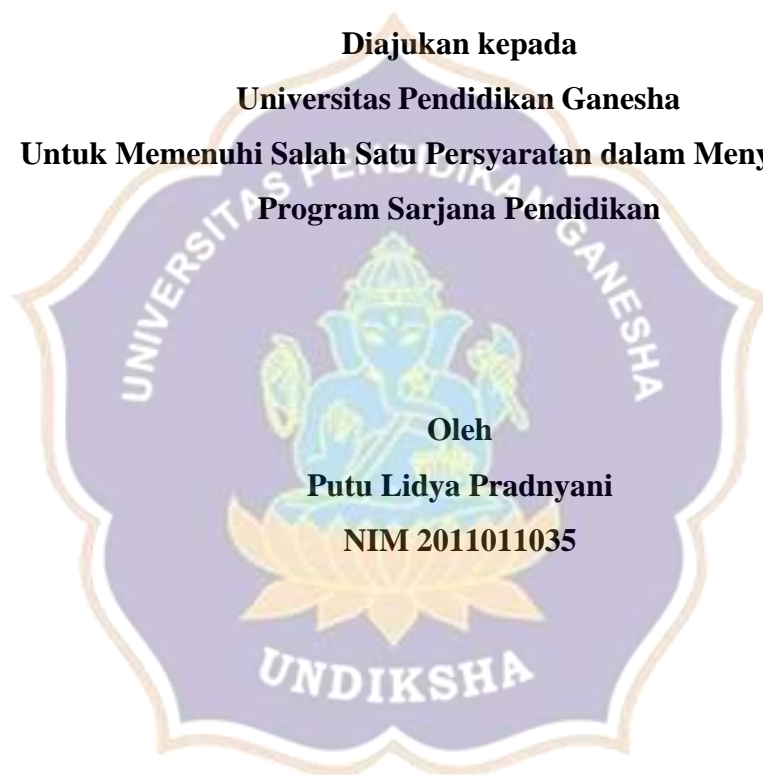 Diajukan kepada
Universitas Pendidikan Ganesha
Untuk Memenuhi Salah Satu Persyaratan dalam Meny
Program Sarjana Pendidikan
UNIVERSITAS PENDIDIKAN GANESHA
Oleh
Putu Lidya Pradnyani
NIM 2011011035
UNDIKSHA